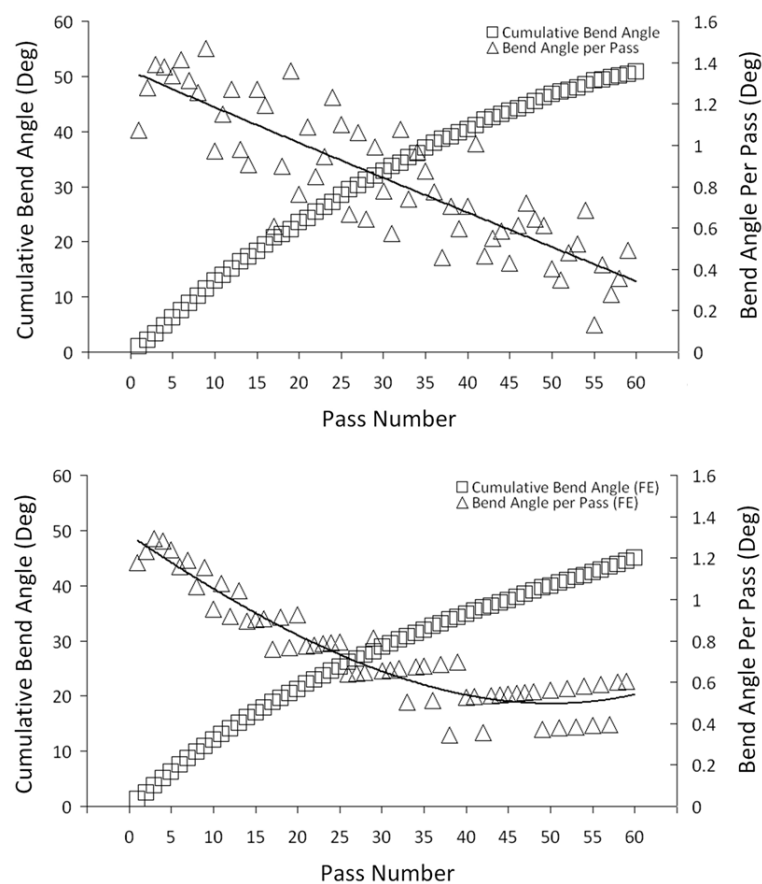 60
50
40
30
20
10
0
Cumulative Bend Angle (Deg)
1.6
1.4
1.2
1
0.8
0.6
0.4
0.2
0
Bend Angle Per Pass (Deg)
Cumulative Bend Angle
Bend Angle per Pass
0 5 10 15 20 25 30 35 40 45 50 55 60
Pass Number
60
50
40
30
20
10
0
Cumulative Bend Angle (Deg)
1.6
1.4
1.2
1
0.8
0.6
0.4
0.2
0
Bend Angle Per Pass (Deg)
Cumulative Bend Angle (FE)
Bend Angle per Pass (FE)
0 5 10 15 20 25 30 35 40 45 50 55 60
Pass Number